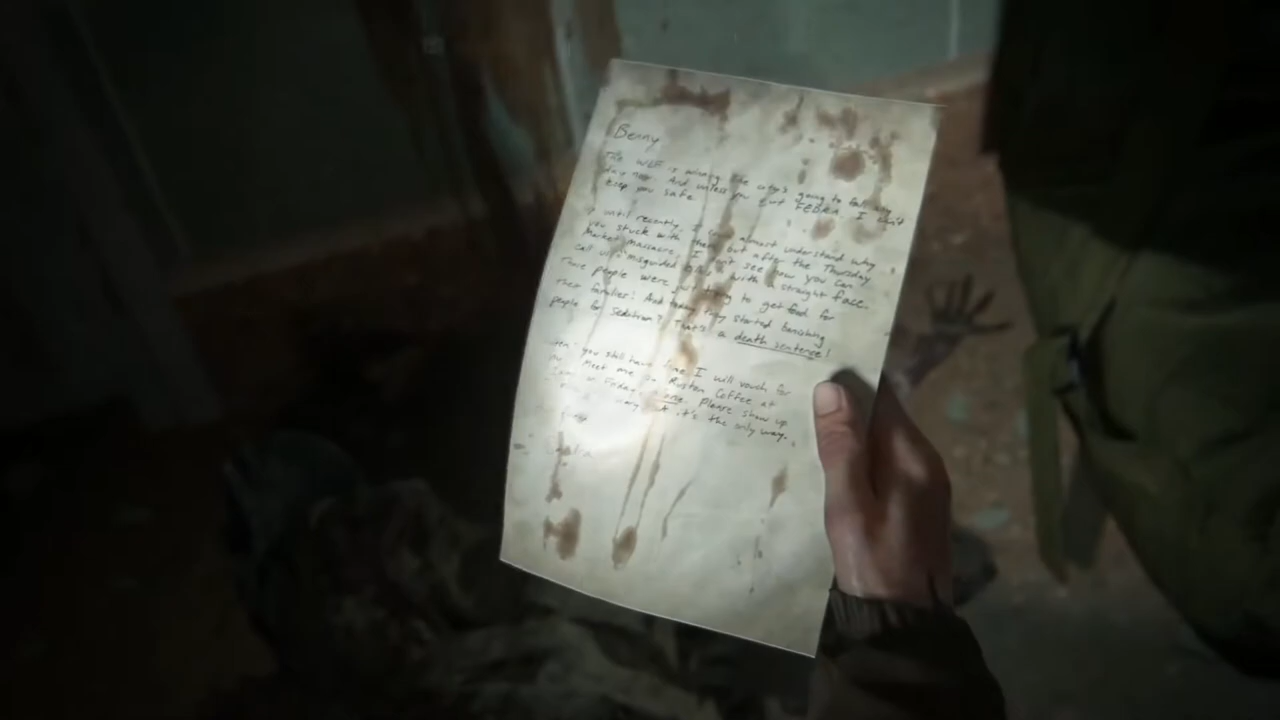 Benny
The WLF is winning. The city's going to fall any
day now. And unless you quit FEDRA, I can't
keep you safe.
until recently, I could almost understand why
you stuck with them, but after the Thursday
Market Massacre, I don't see how you can
call us misguided with a straight face.
Those people were just trying to get food for
their families! And today they started banishing
people for sedition? That's a death sentence!
you still have time. I will vouch for
Meet me in Ruston Coffee at
on Friday. Please show up
it's the only way.